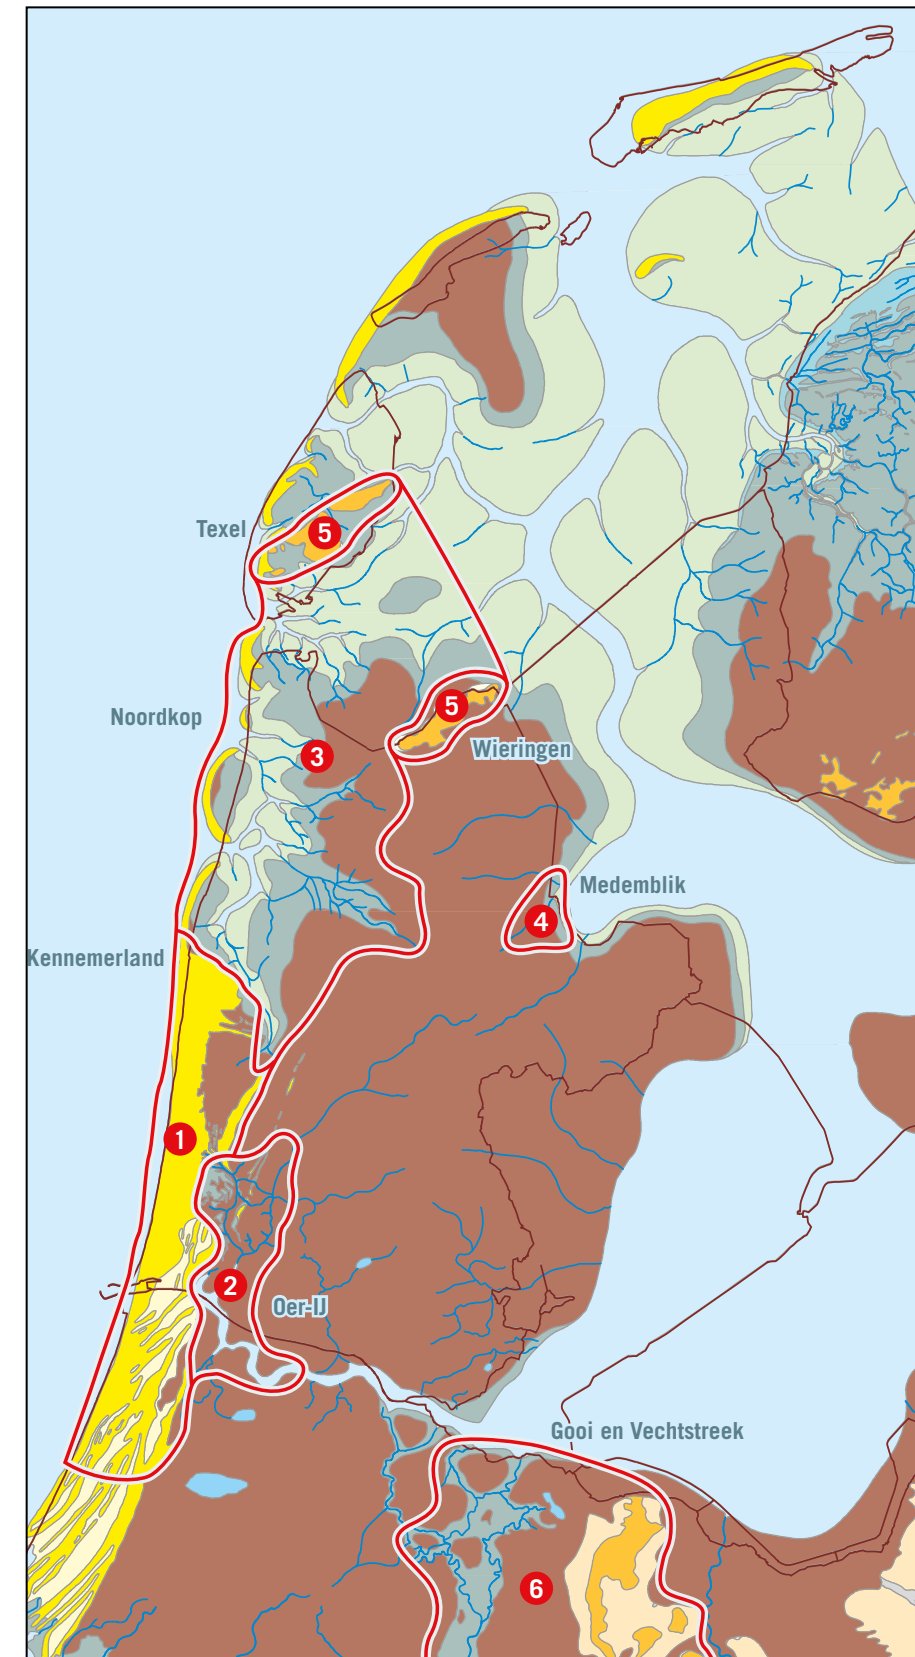 Texel
5
5
Noordkop
Wieringen
3
Medemblik
4
Kennemerland
1
2
Oer-IJ
Gooi en Vechtstreek
6